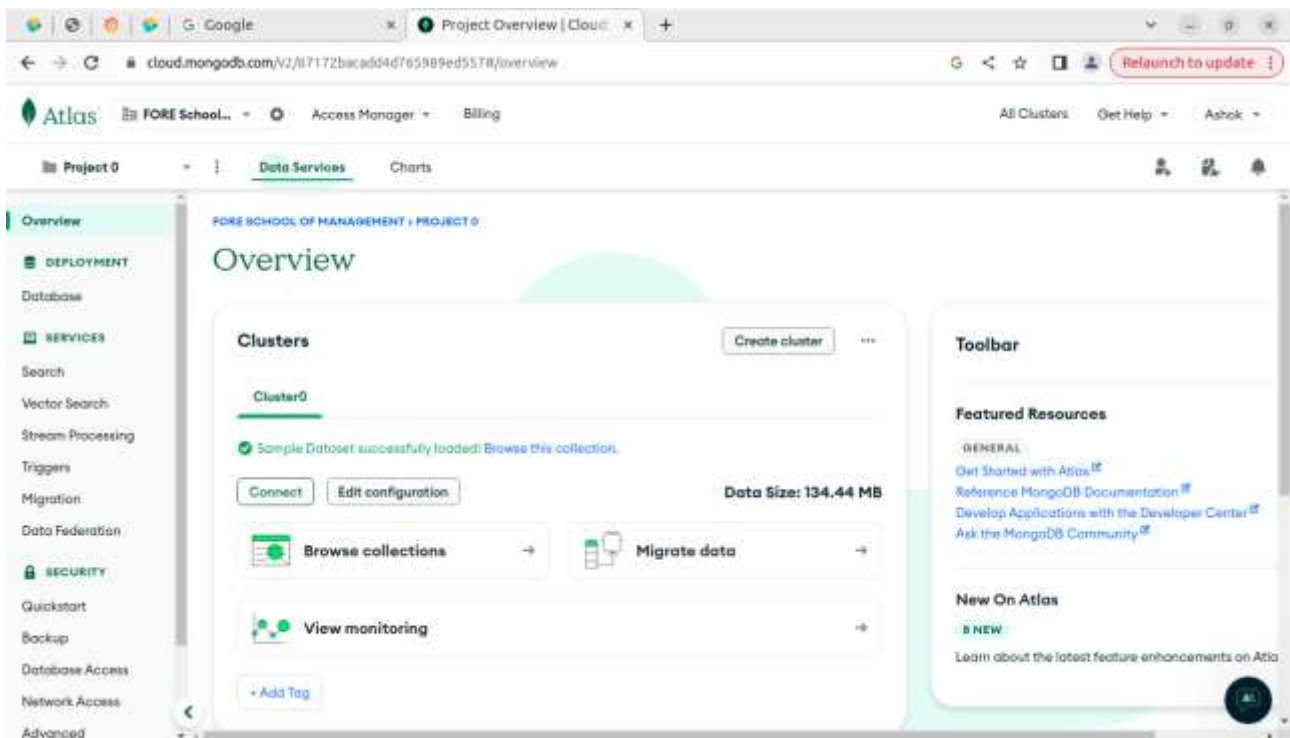 G Google
Project Overview | Cloud
cloud.mongodb.com/v2/
/overview
Relaunch to update
Atlas
FORE School...
Access Manager
Billing
All Clusters
Get Help
Ashok
Project 0
Data Services
Charts
Overview
DEPLOYMENT
Database
SERVICES
Search
Vector Search
Stream Processing
Triggers
Migration
Data Federation
SECURITY
Quickstart
Backup
Database Access
Network Access
Advanced
FORE SCHOOL OF MANAGEMENT > PROJECT 0
Overview
Clusters
Create cluster
Cluster0
Sample Dataset successfully loaded! Browse this collection.
Connect
Edit configuration
Data Size: 134.44 MB
Browse collections
Migrate data
View monitoring
+ Add Tag
Toolbar
Featured Resources
GENERAL
Get Started with Atlas
Reference MongoDB Documentation
Develop Applications with the Developer Center
Ask the MongoDB Community
New On Atlas
NEW
Learn about the latest feature enhancements on Atla